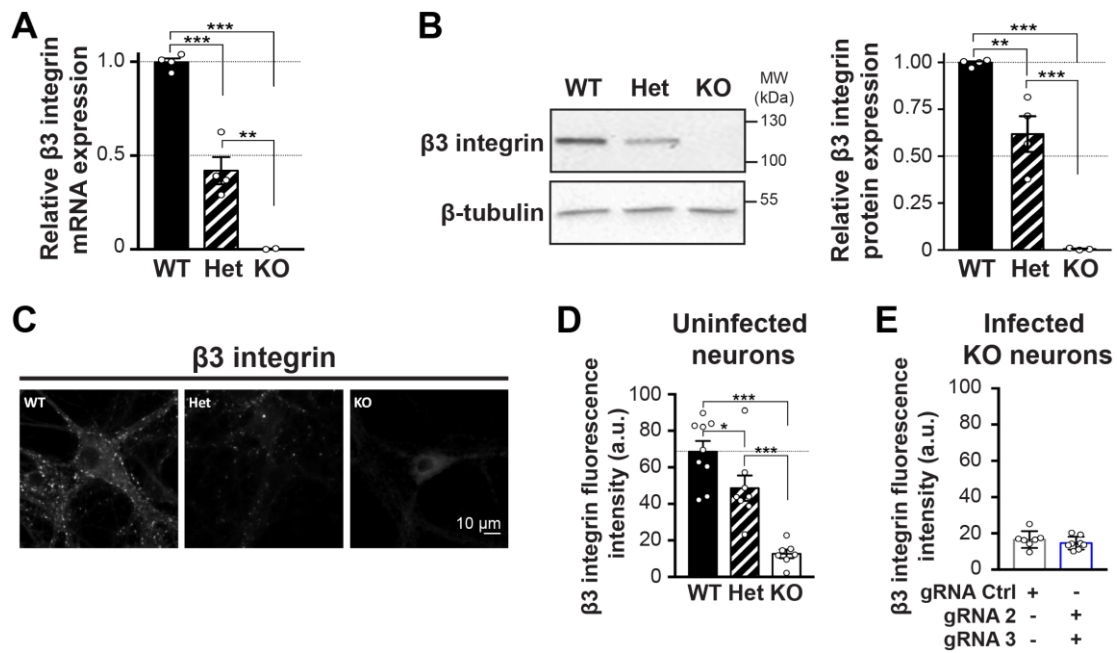 A
Relative β3 integrin
mRNA expression
1.0
0.5
0
***
***
**
WT Het KO
B
WT Het KO
MW
(kDa)
β3 integrin
130
100
β-tubulin
55
Relative β3 integrin
protein expression
1.00
0.75
0.50
0.25
0
***
**
***
WT Het KO
C
β3 integrin
WT
Het
KO
10 µm
D
Uninfected
neurons
β3 integrin fluorescence
intensity (a.u.)
100
80
60
40
20
0
***
*
***
WT Het KO
E
Infected
KO neurons
β3 integrin fluorescence
intensity (a.u.)
100
80
60
40
20
0
gRNA Ctrl + -
gRNA 2 - +
gRNA 3 - +